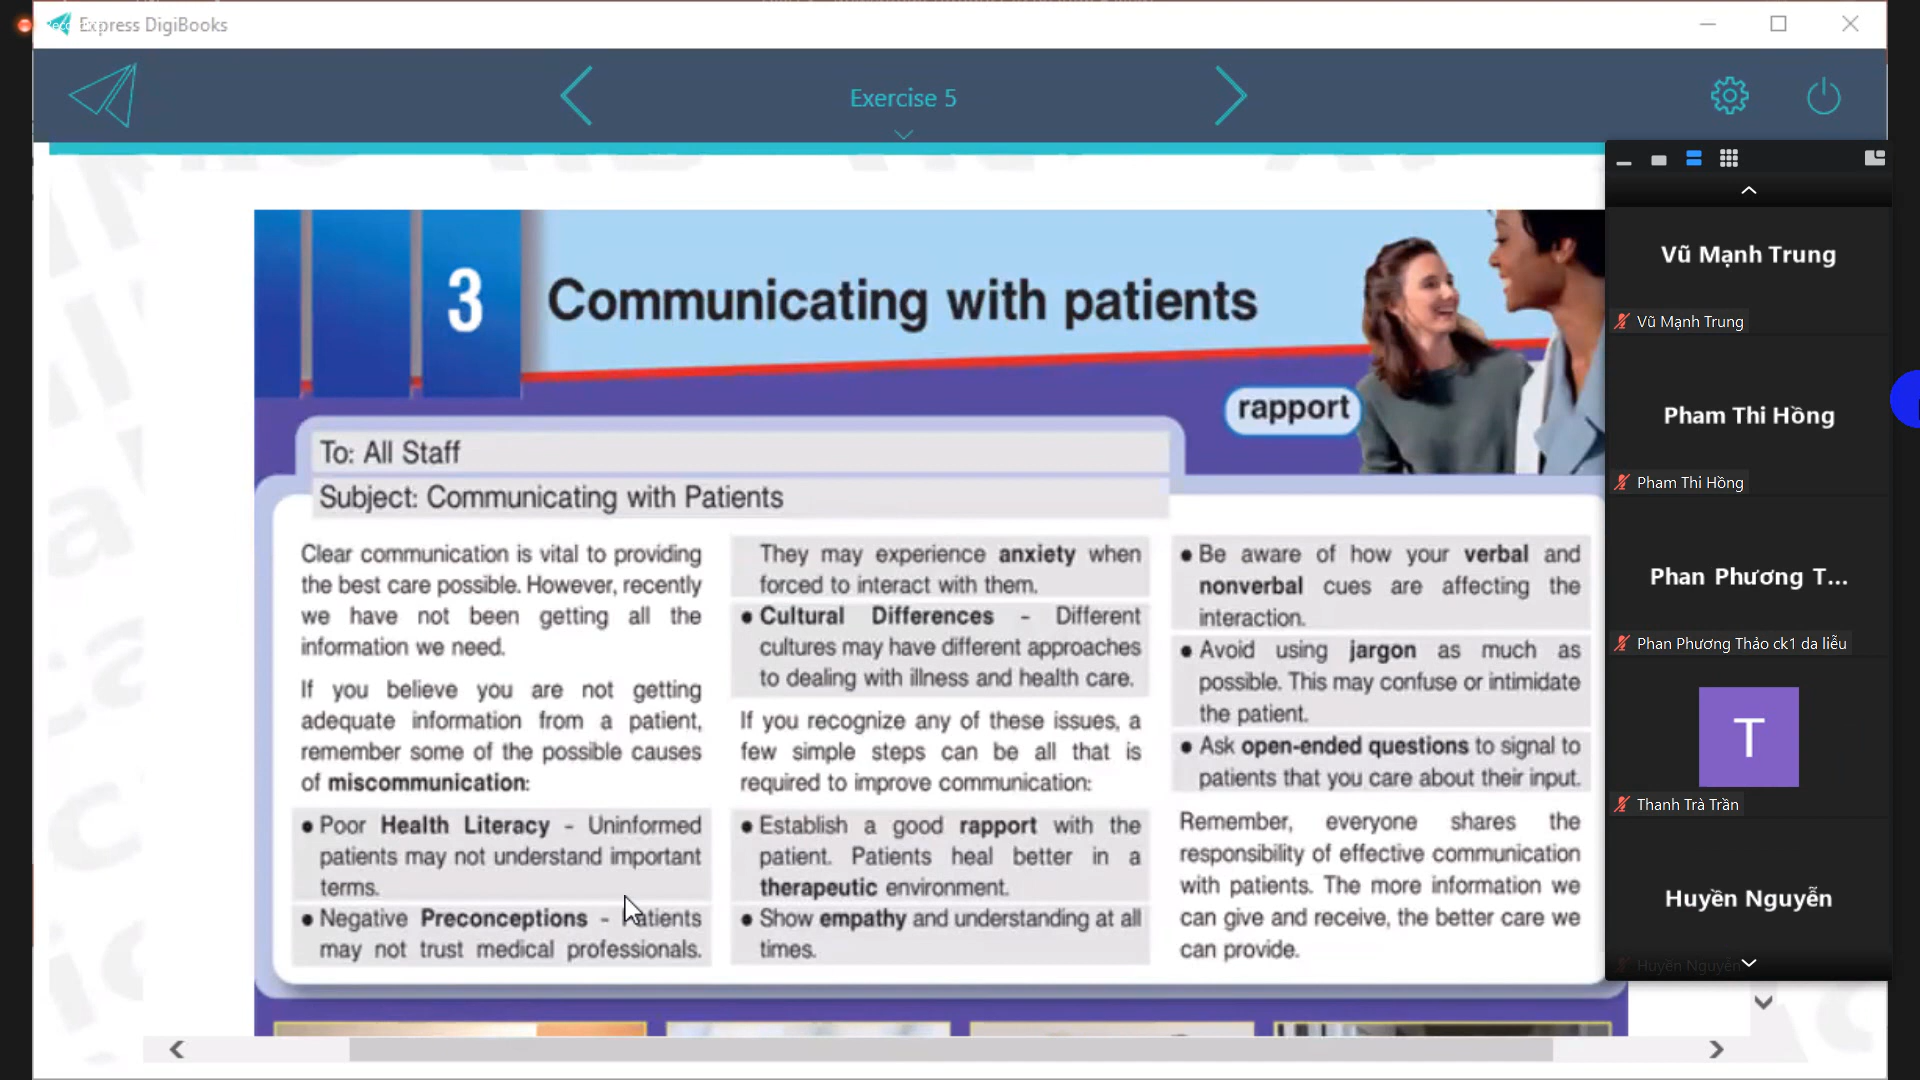 Express DigiBooks
Exercise 5
3 Communicating with patients
rapport
To: All Staff
Subject: Communicating with Patients
Clear communication is vital to providing
the best care possible. However, recently
we have not been getting all the
information we need.
If you believe you are not getting
adequate information from a patient,
remember some of the possible causes
of miscommunication:
● Poor Health Literacy - Uninformed
patients may not understand important
terms.
● Negative Preconceptions - Patients
may not trust medical professionals.
They may experience anxiety when
forced to interact with them.
● Cultural Differences - Different
cultures may have different approaches
to dealing with illness and health care.
If you recognize any of these issues, a
few simple steps can be all that is
required to improve communication:
● Establish a good rapport with the
patient. Patients heal better in a
therapeutic environment.
● Show empathy and understanding at all
times.
● Be aware of how your verbal and
nonverbal cues are affecting the
interaction.
● Avoid using jargon as much as
possible. This may confuse or intimidate
the patient.
● Ask open-ended questions to signal to
patients that you care about their input.
Remember, everyone shares the
responsibility of effective communication
with patients. The more information we
can give and receive, the better care we
can provide.
Vũ Mạnh Trung
Vũ Mạnh Trung
Pham Thi Hồng
Pham Thi Hồng
Phan Phương T...
Phan Phương Thảo ck1 da liễu
T
Thanh Trà Trần
Huyền Nguyễn
Huyền Nguyễn